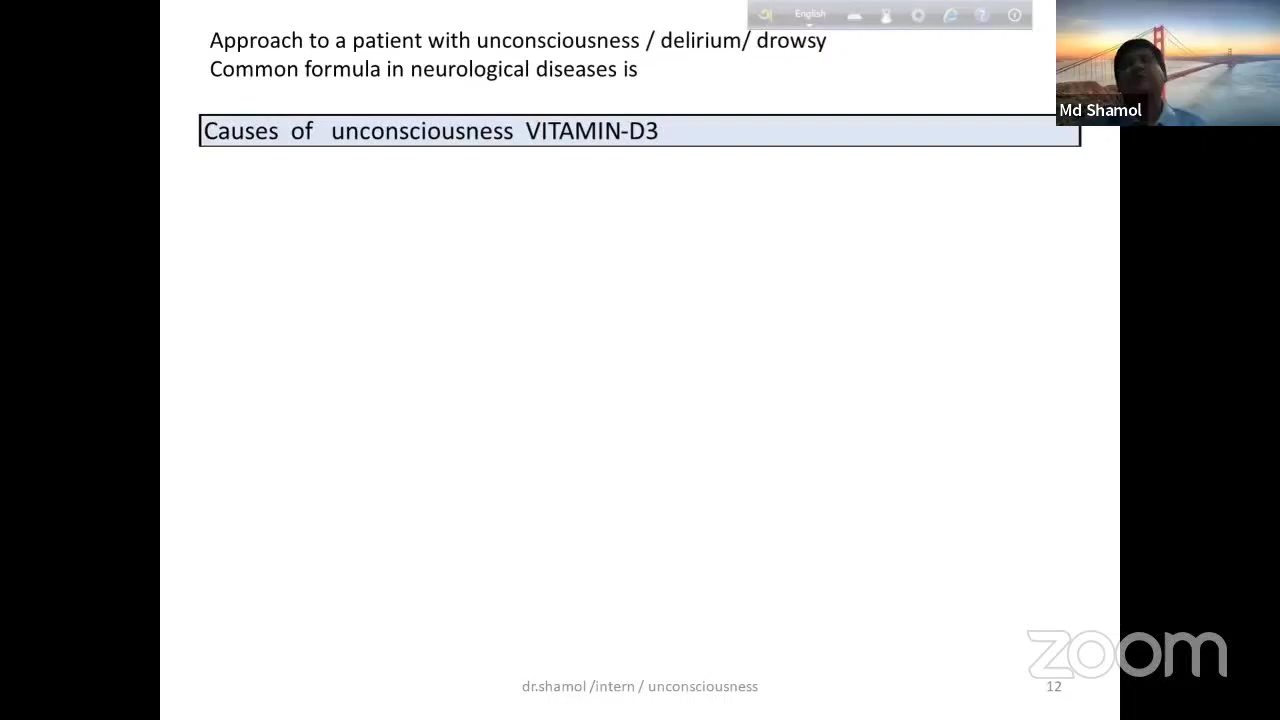 English
Approach to a patient with unconsciousness / delirium/ drowsy
Common formula in neurological diseases is
Md Shamol
Causes of unconsciousness VITAMIN-D3
zoom
dr.shamol /intern / unconsciousness
12